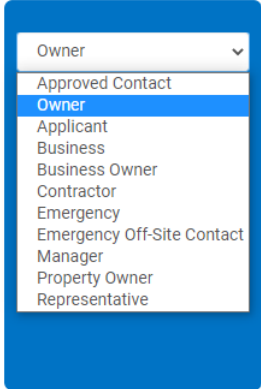 Owner
Approved Contact
Owner
Applicant
Business
Business Owner
Contractor
Emergency
Emergency Off-Site Contact
Manager
Property Owner
Representative